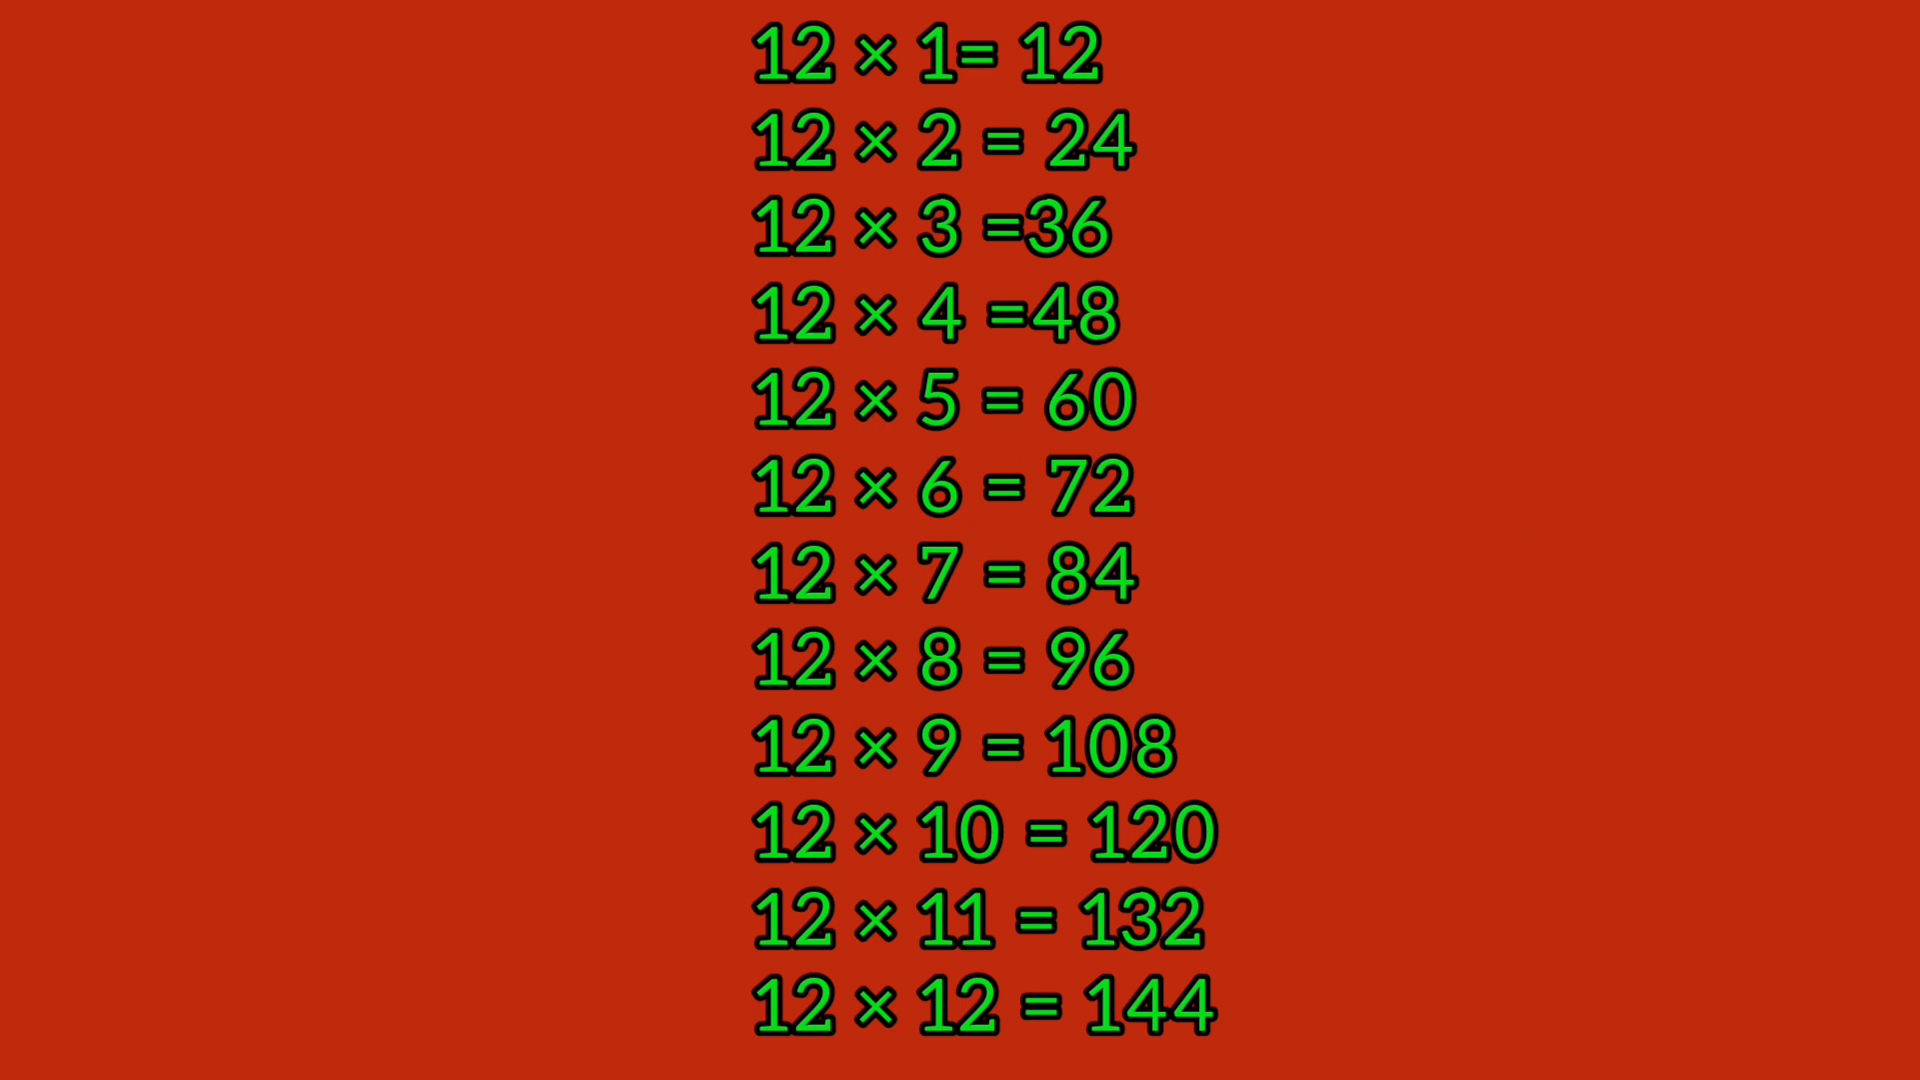 12 × 1= 12
12 × 2 = 24
12 × 3 =36
12 × 4 =48
12 × 5 = 60
12 × 6 = 72
12 × 7 = 84
12 × 8 = 96
12 × 9 = 108
12 × 10 = 120
12 × 11 = 132
12 × 12 = 144